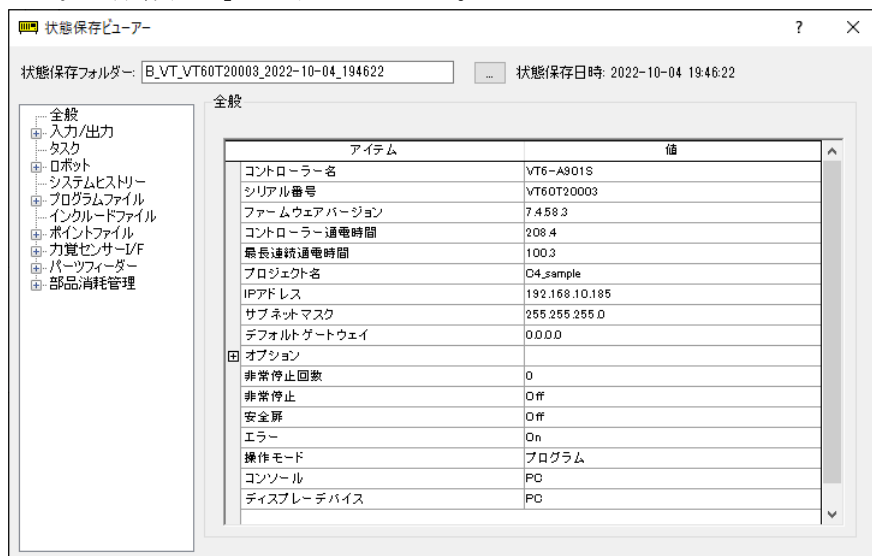 状態保存ビューアー
?
×
状態保存フォルダー: B_VT_VT60T20003_2022-10-04_194622 ... 状態保存日時: 2022-10-04 19:46:22
全般
入力/出力
タスク
ロボット
システムヒストリー
プログラムファイル
インクルードファイル
ポイントファイル
力覚センサーI/F
パーツフィーダー
部品消耗管理
全般
アイテム 値
コントローラー名 VT6-A901S
シリアル番号 VT60T20003
ファームウェアバージョン 7.4.58.3
コントローラー通電時間 208.4
最長連続通電時間 100.3
プロジェクト名 C4_sample
IPアドレス 192.168.10.185
サブネットマスク 255.255.255.0
デフォルトゲートウェイ 0.0.0.0
オプション
非常停止回数 0
非常停止 Off
安全扉 Off
エラー On
操作モード プログラム
コンソール PC
ディスプレーデバイス PC